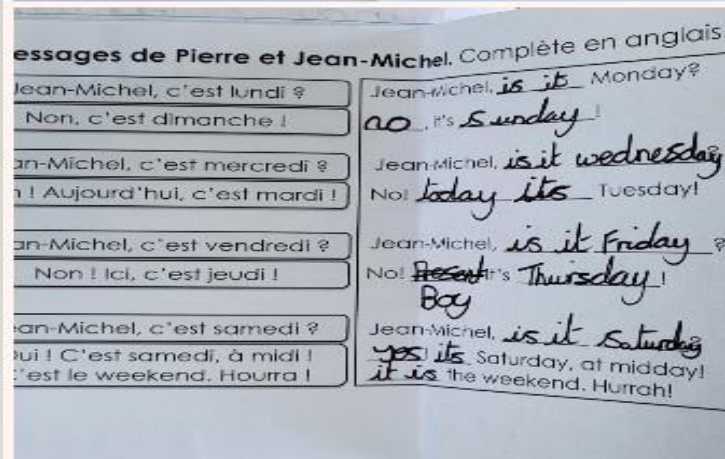 essages de Pierre et Jean-Michel. Complète en anglais
Jean-Michel, c'est lundi ?
Jean-Michel, is it Monday?
Non, c'est dimanche !
no, it's Sunday !
an-Michel, c'est mercredi ?
Jean-Michel, is it wednesday?
n ! Aujourd'hui, c'est mardi !
No! today its Tuesday!
an-Michel, c'est vendredi ?
Jean-Michel, is it Friday ?
Non ! Ici, c'est jeudi !
No! it's Thursday !
Boy
an-Michel, c'est samedi ?
Jean-Michel, is it Saturday
ui ! C'est samedi, à midi !
yes! its Saturday, at midday!
'est le weekend. Hourra !
it is the weekend. Hurrah!